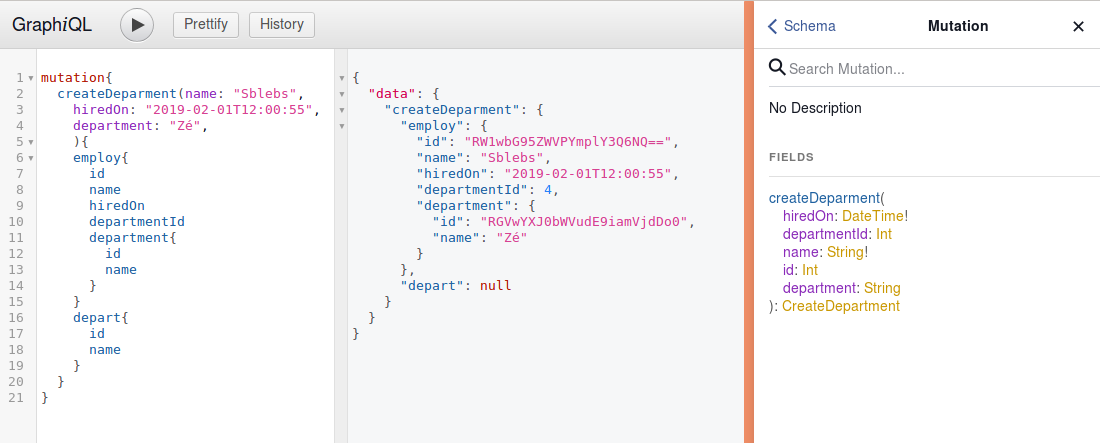 GraphiQL Prettify History
1 mutation{
2 createDeparment(name: "Sblebs",
3 hiredOn: "2019-02-01T12:00:55",
4 department: "Zé",
5 ){
6 employ{
7 id
8 name
9 hiredOn
10 departmentId
11 department{
12 id
13 name
14 }
15 }
16 depart{
17 id
18 name
19 }
20 }
21 }
{
"data": {
"createDeparment": {
"employ": {
"id": "RW1wbG95ZWVPYmplY3Q6NQ==",
"name": "Sblebs",
"hiredOn": "2019-02-01T12:00:55",
"departmentId": 4,
"department": {
"id": "RGVwYXJ0bWVudE9iamVjdDo0",
"name": "Zé"
}
},
"depart": null
}
}
}
Schema Mutation ✕
Search Mutation...
No Description
FIELDS
createDeparment(
hiredOn: DateTime!
departmentId: Int
name: String!
id: Int
department: String
): CreateDepartment